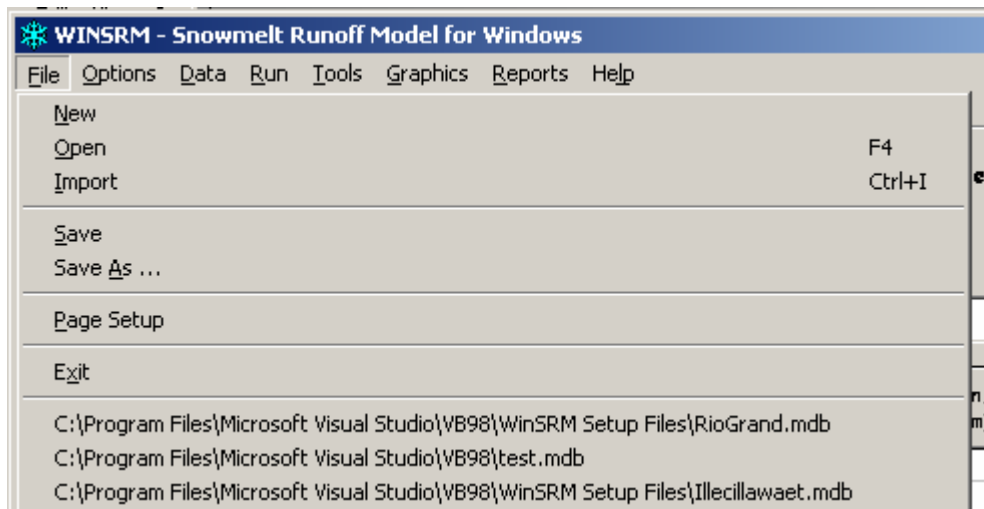 WINSRM - Snowmelt Runoff Model for Windows
File Options Data Run Tools Graphics Reports Help
New
Open F4
Import Ctrl+I
Save
Save As ...
Page Setup
Exit
C:\Program Files\Microsoft Visual Studio\VB98\WinSRM Setup Files\RioGrand.mdb
C:\Program Files\Microsoft Visual Studio\VB98\test.mdb
C:\Program Files\Microsoft Visual Studio\VB98\WinSRM Setup Files\Illecillawaet.mdb